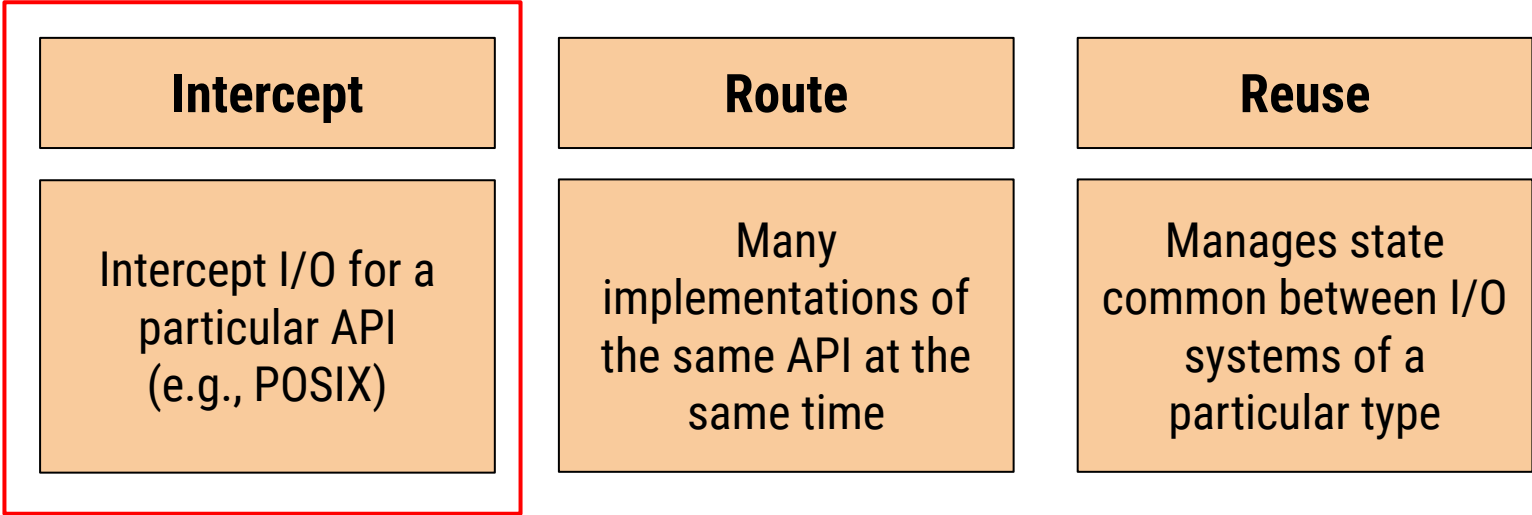 Intercept
Intercept I/O for a
particular API
(e.g., POSIX)
Route
Many
implementations of
the same API at the
same time
Reuse
Manages state
common between I/O
systems of a
particular type